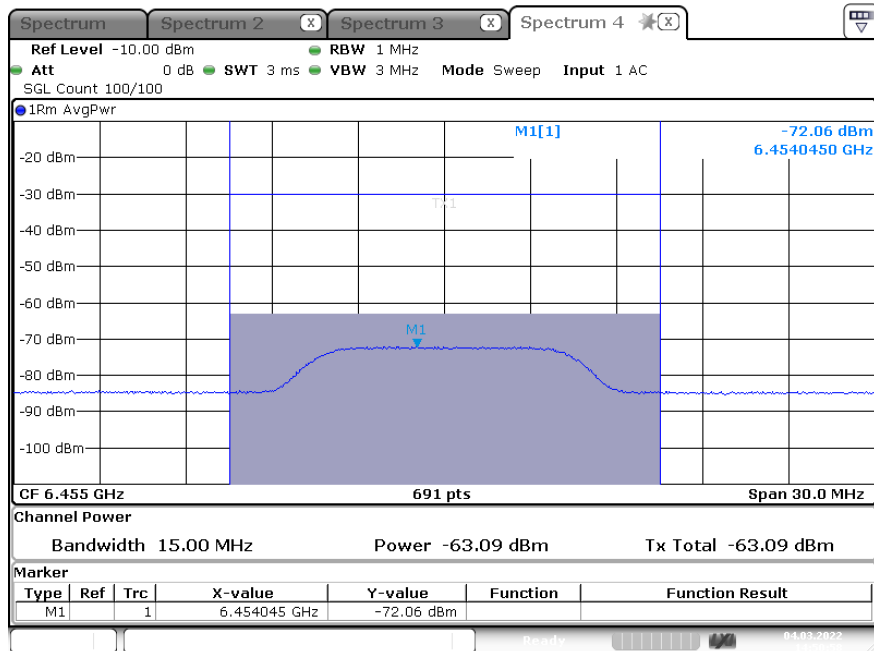 Spectrum Spectrum 2 X Spectrum 3 X Spectrum 4 X
Ref Level -10.00 dBm RBW 1 MHz
Att 0 dB SWT 3 ms VBW 3 MHz Mode Sweep Input 1 AC
SGL Count 100/100
1Rm AvgPwr
M1[1] -72.06 dBm
6.4540450 GHz
-20 dBm
-30 dBm
Tx1
-40 dBm
-50 dBm
-60 dBm
M1
-70 dBm
-80 dBm
-90 dBm
-100 dBm
CF 6.455 GHz 691 pts Span 30.0 MHz
Channel Power
Bandwidth 15.00 MHz Power -63.09 dBm Tx Total -63.09 dBm
Marker
Type Ref Trc X-value Y-value Function Function Result
M1 1 6.454045 GHz -72.06 dBm
Ready 04.03.2022